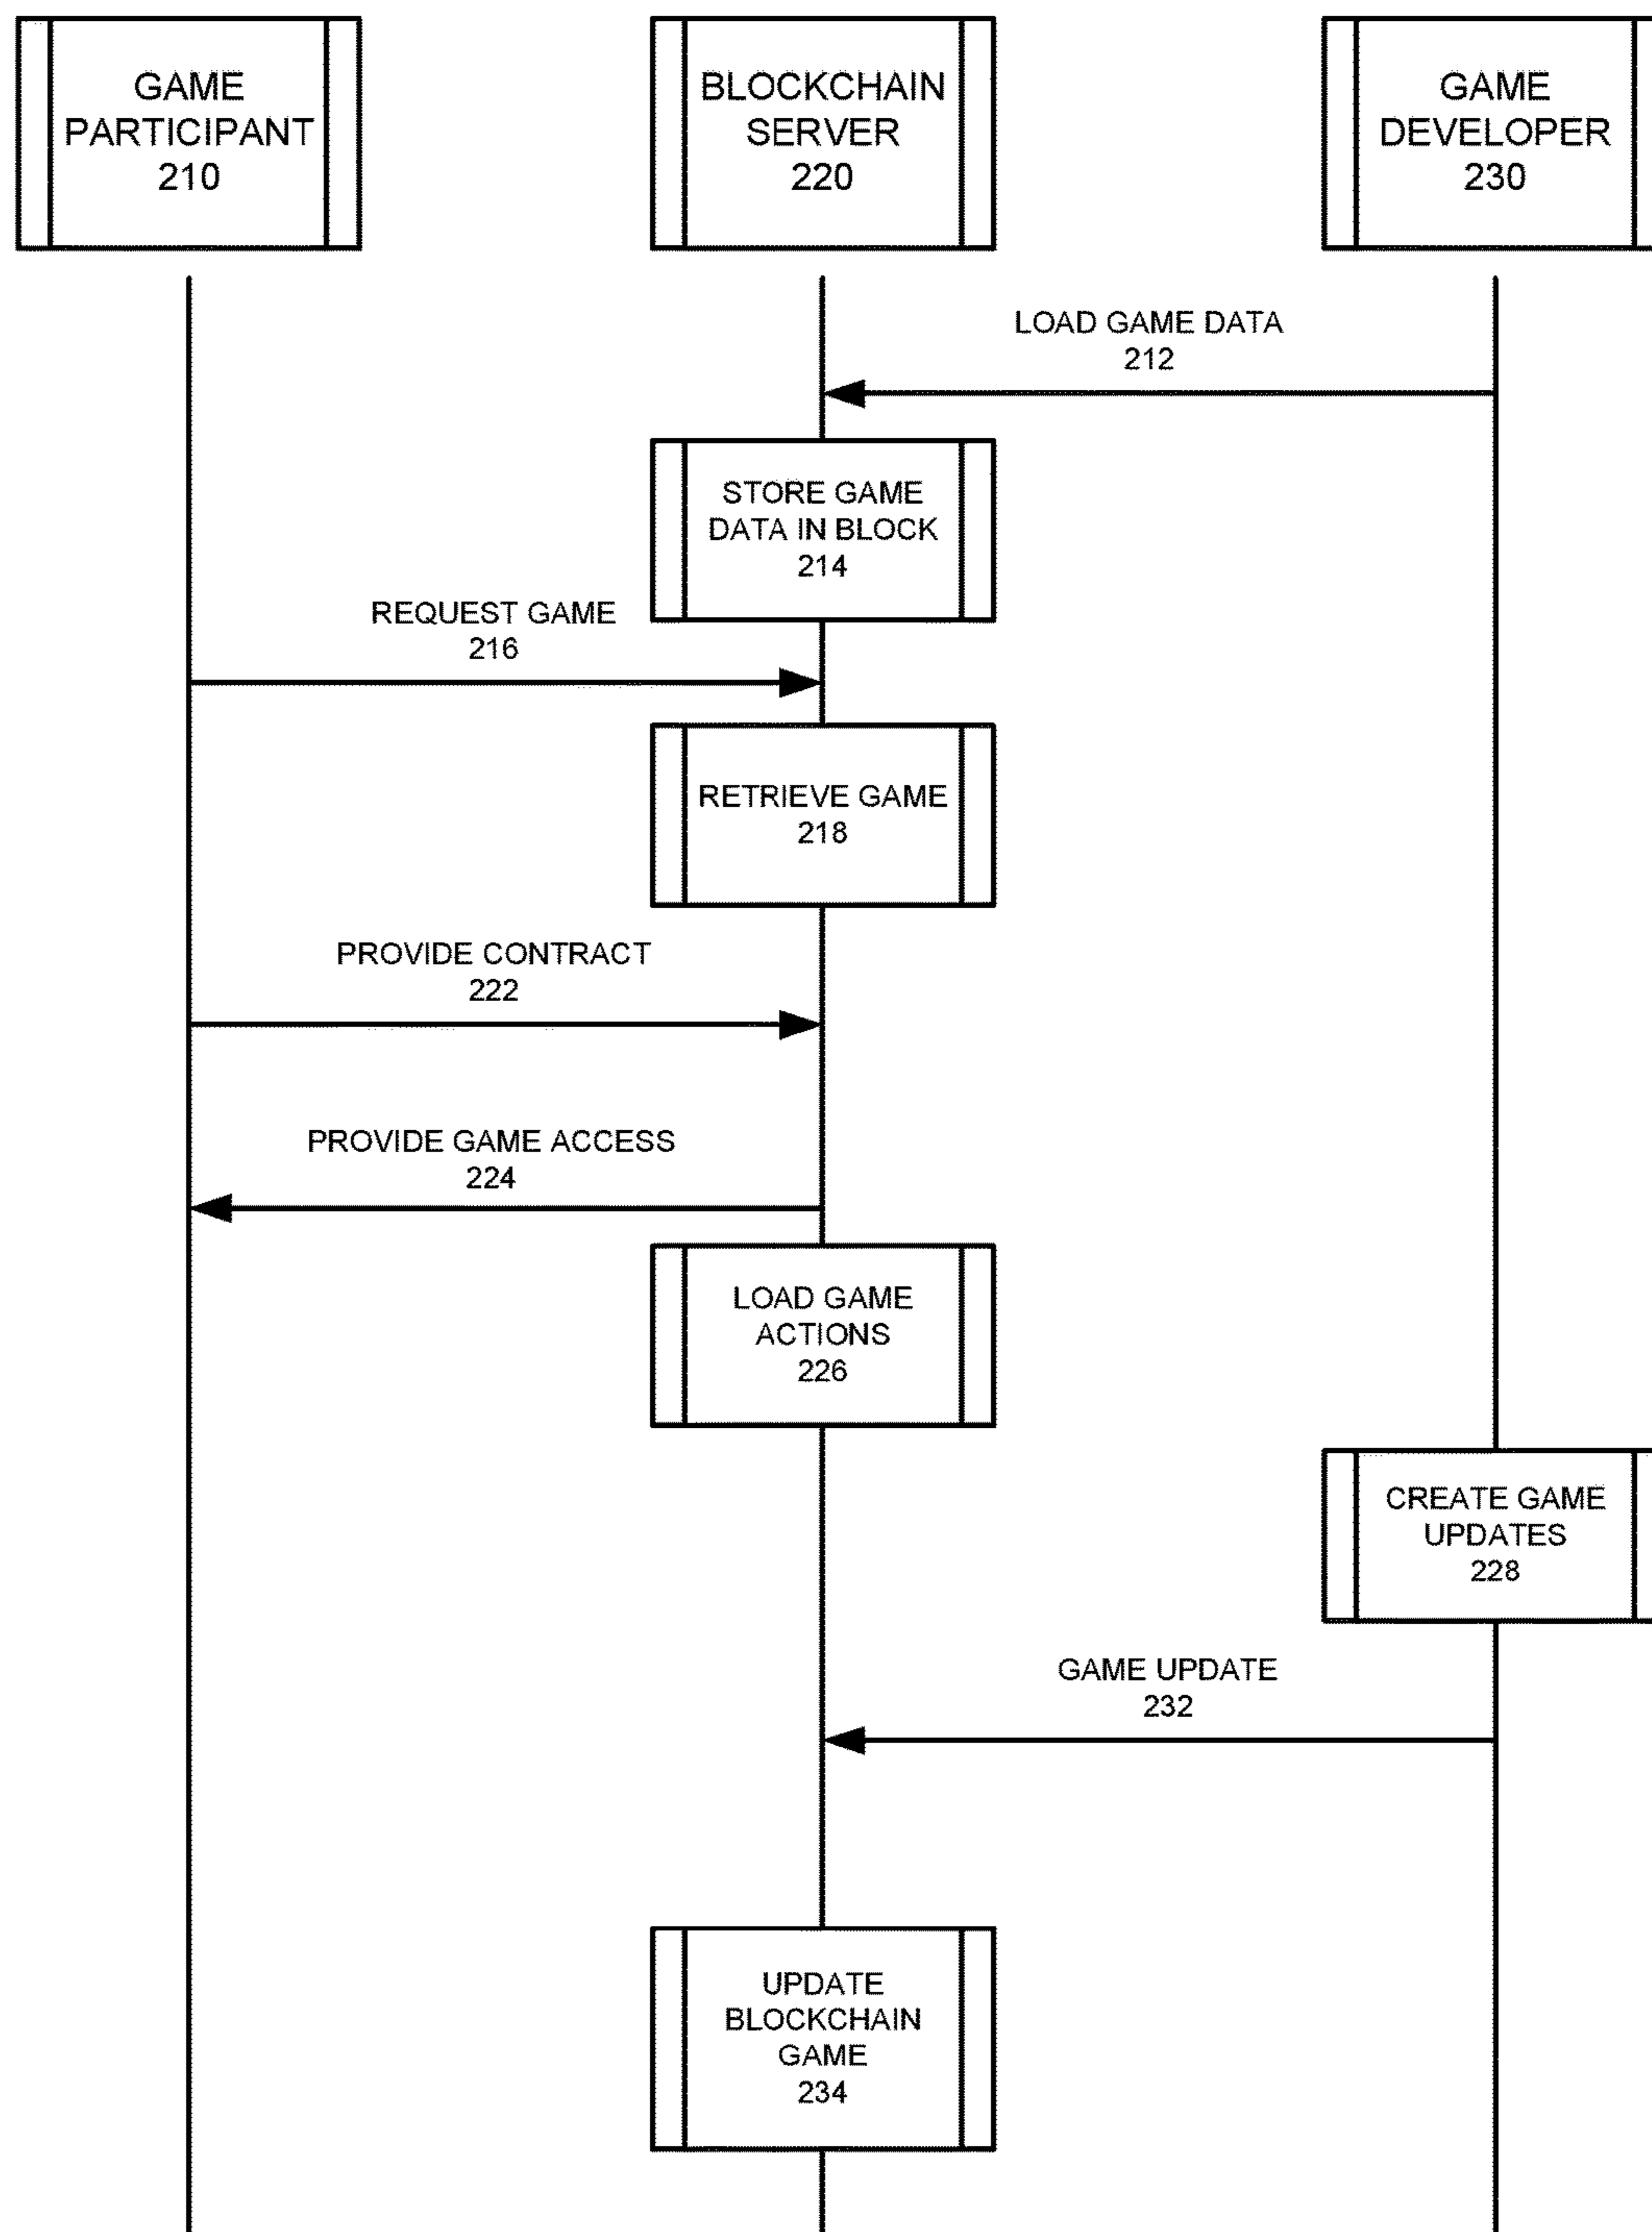 GAME
PARTICIPANT
210
BLOCKCHAIN
SERVER
220
GAME
DEVELOPER
230
LOAD GAME DATA
212
STORE GAME
DATA IN BLOCK
214
REQUEST GAME
216
RETRIEVE GAME
218
PROVIDE CONTRACT
222
PROVIDE GAME ACCESS
224
LOAD GAME
ACTIONS
226
CREATE GAME
UPDATES
228
GAME UPDATE
232
UPDATE
BLOCKCHAIN
GAME
234